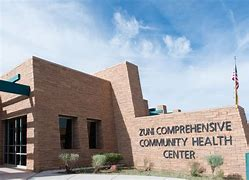 ZUNI COMPREHENSIVE
COMMUNITY HEALTH
CENTER